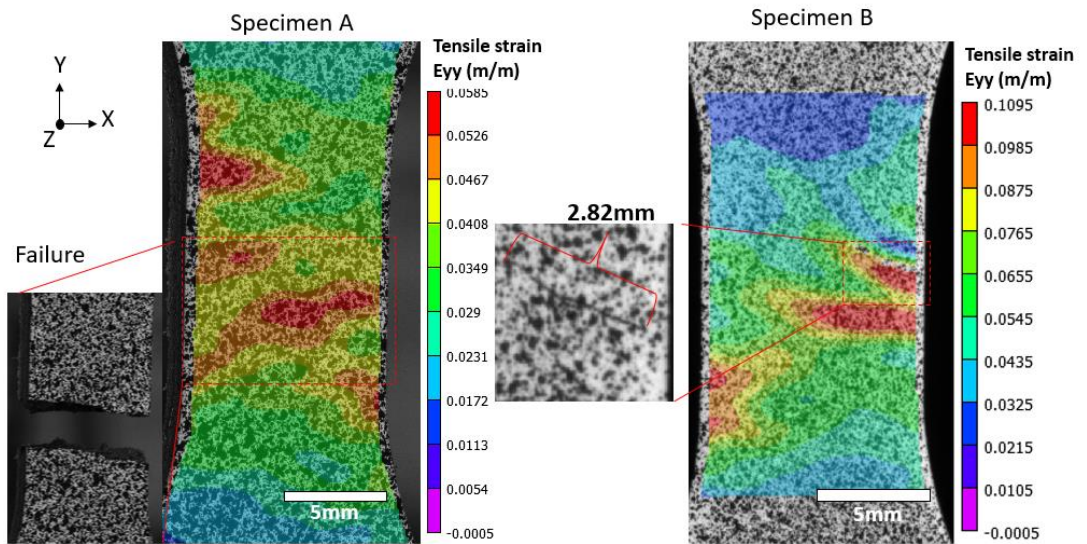 Specimen A
Specimen B
Y
X
Z
Tensile strain
Eyy (m/m)
0.0585
0.0526
0.0467
0.0408
0.0349
0.029
0.0231
0.0172
0.0113
0.0054
-0.0005
Failure
5mm
2.82mm
Tensile strain
Eyy (m/m)
0.1095
0.0985
0.0875
0.0765
0.0655
0.0545
0.0435
0.0325
0.0215
0.0105
-0.0005
5mm